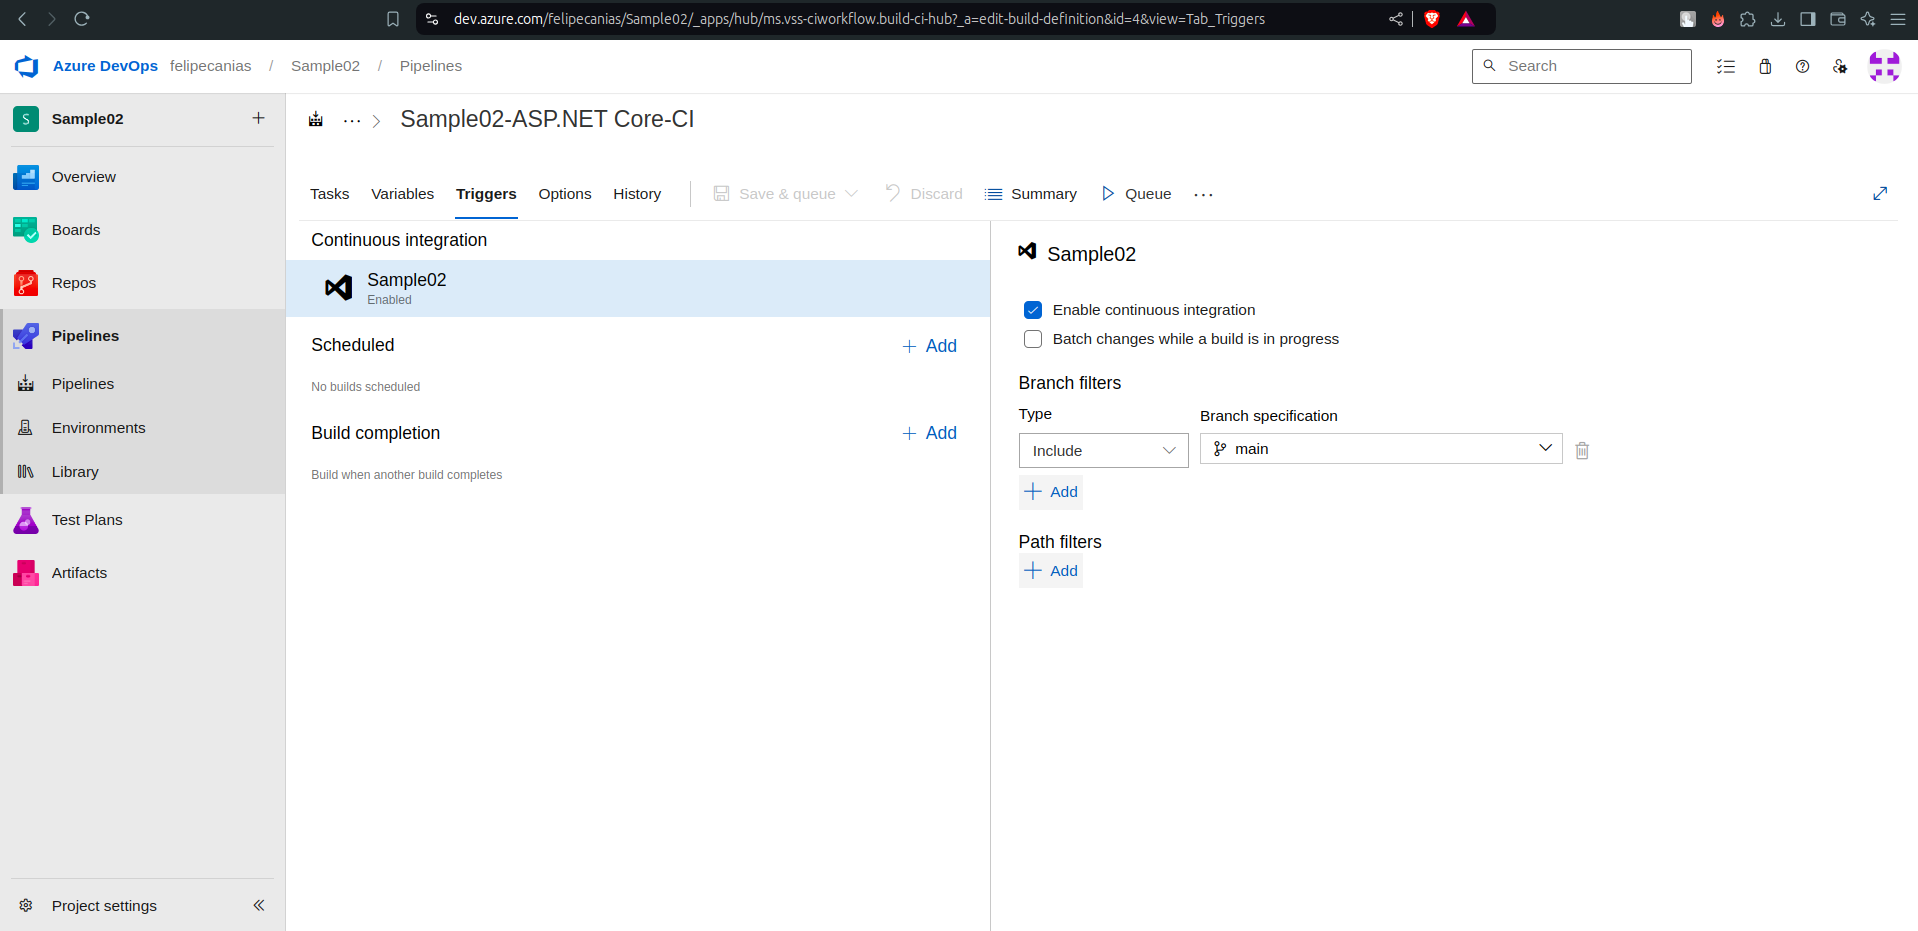 dev.azure.com/felipecanias/Sample02/_apps/hub/ms.vss-ciworkflow.build-ci-hub?_a=edit-build-definition&id=4&view=Tab_Triggers
Azure DevOps felipecanias / Sample02 / Pipelines
Search
S Sample02
Overview
Boards
Repos
Pipelines
Pipelines
Environments
Library
Test Plans
Artifacts
Project settings
... > Sample02-ASP.NET Core-CI
Tasks Variables Triggers Options History Save & queue Discard Summary Queue ...
Continuous integration
Sample02
Enabled
Scheduled
+ Add
No builds scheduled
Build completion
+ Add
Build when another build completes
Sample02
Enable continuous integration
Batch changes while a build is in progress
Branch filters
Type Branch specification
Include main
+ Add
Path filters
+ Add